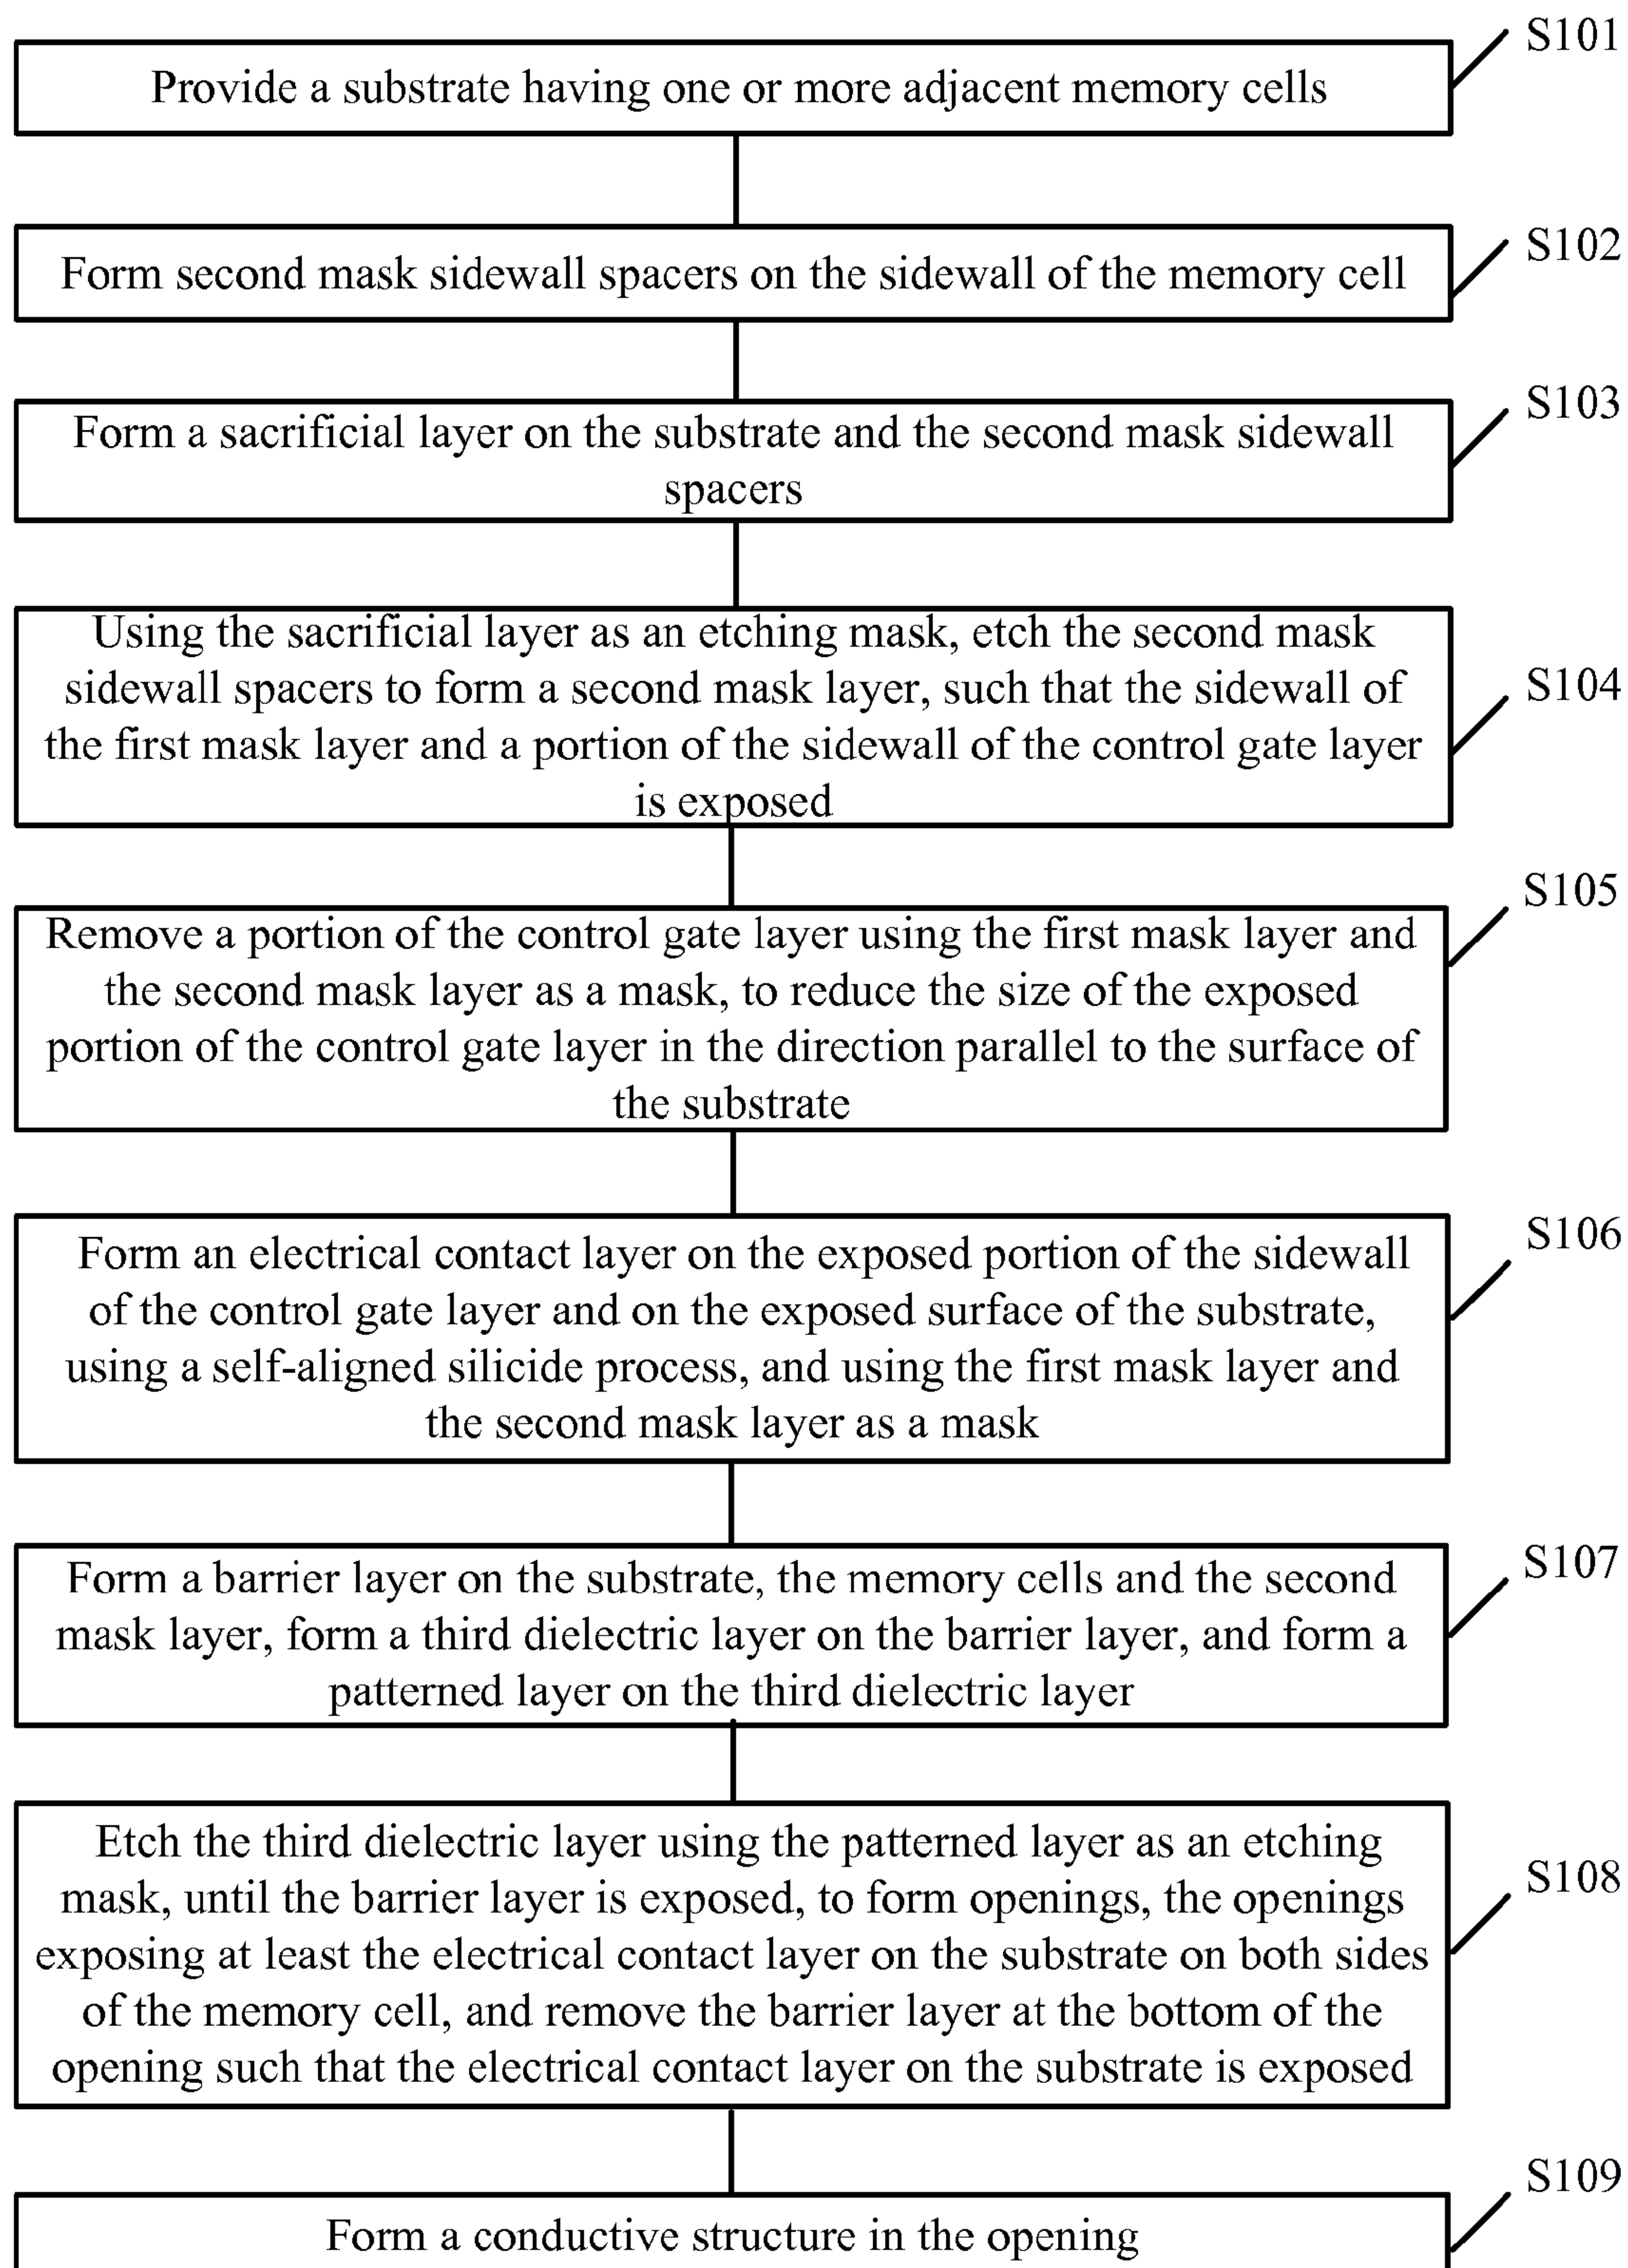 S101
Provide a substrate having one or more adjacent memory cells
S102
Form second mask sidewall spacers on the sidewall of the memory cell
S103
Form a sacrificial layer on the substrate and the second mask sidewall
spacers
Using the sacrificial layer as an etching mask, etch the second mask
sidewall spacers to form a second mask layer, such that the sidewall of
S104
the first mask layer and a portion of the sidewall of the control gate layer
is exposed
S105
Remove a portion of the control gate layer using the first mask layer and
the second mask layer as a mask, to reduce the size of the exposed
portion of the control gate layer in the direction parallel to the surface of
the substrate
S106
Form an electrical contact layer on the exposed portion of the sidewall
of the control gate layer and on the exposed surface of the substrate,
using a self-aligned silicide process, and using the first mask layer and
the second mask layer as a mask
S107
Form a barrier layer on the substrate, the memory cells and the second
mask layer, form a third dielectric layer on the barrier layer, and form a
patterned layer on the third dielectric layer
Etch the third dielectric layer using the patterned layer as an etching
S108
mask, until the barrier layer is exposed, to form openings, the openings
exposing at least the electrical contact layer on the substrate on both sides
of the memory cell, and remove the barrier layer at the bottom of the
opening such that the electrical contact layer on the substrate is exposed
S109
Form a conductive structure in the opening